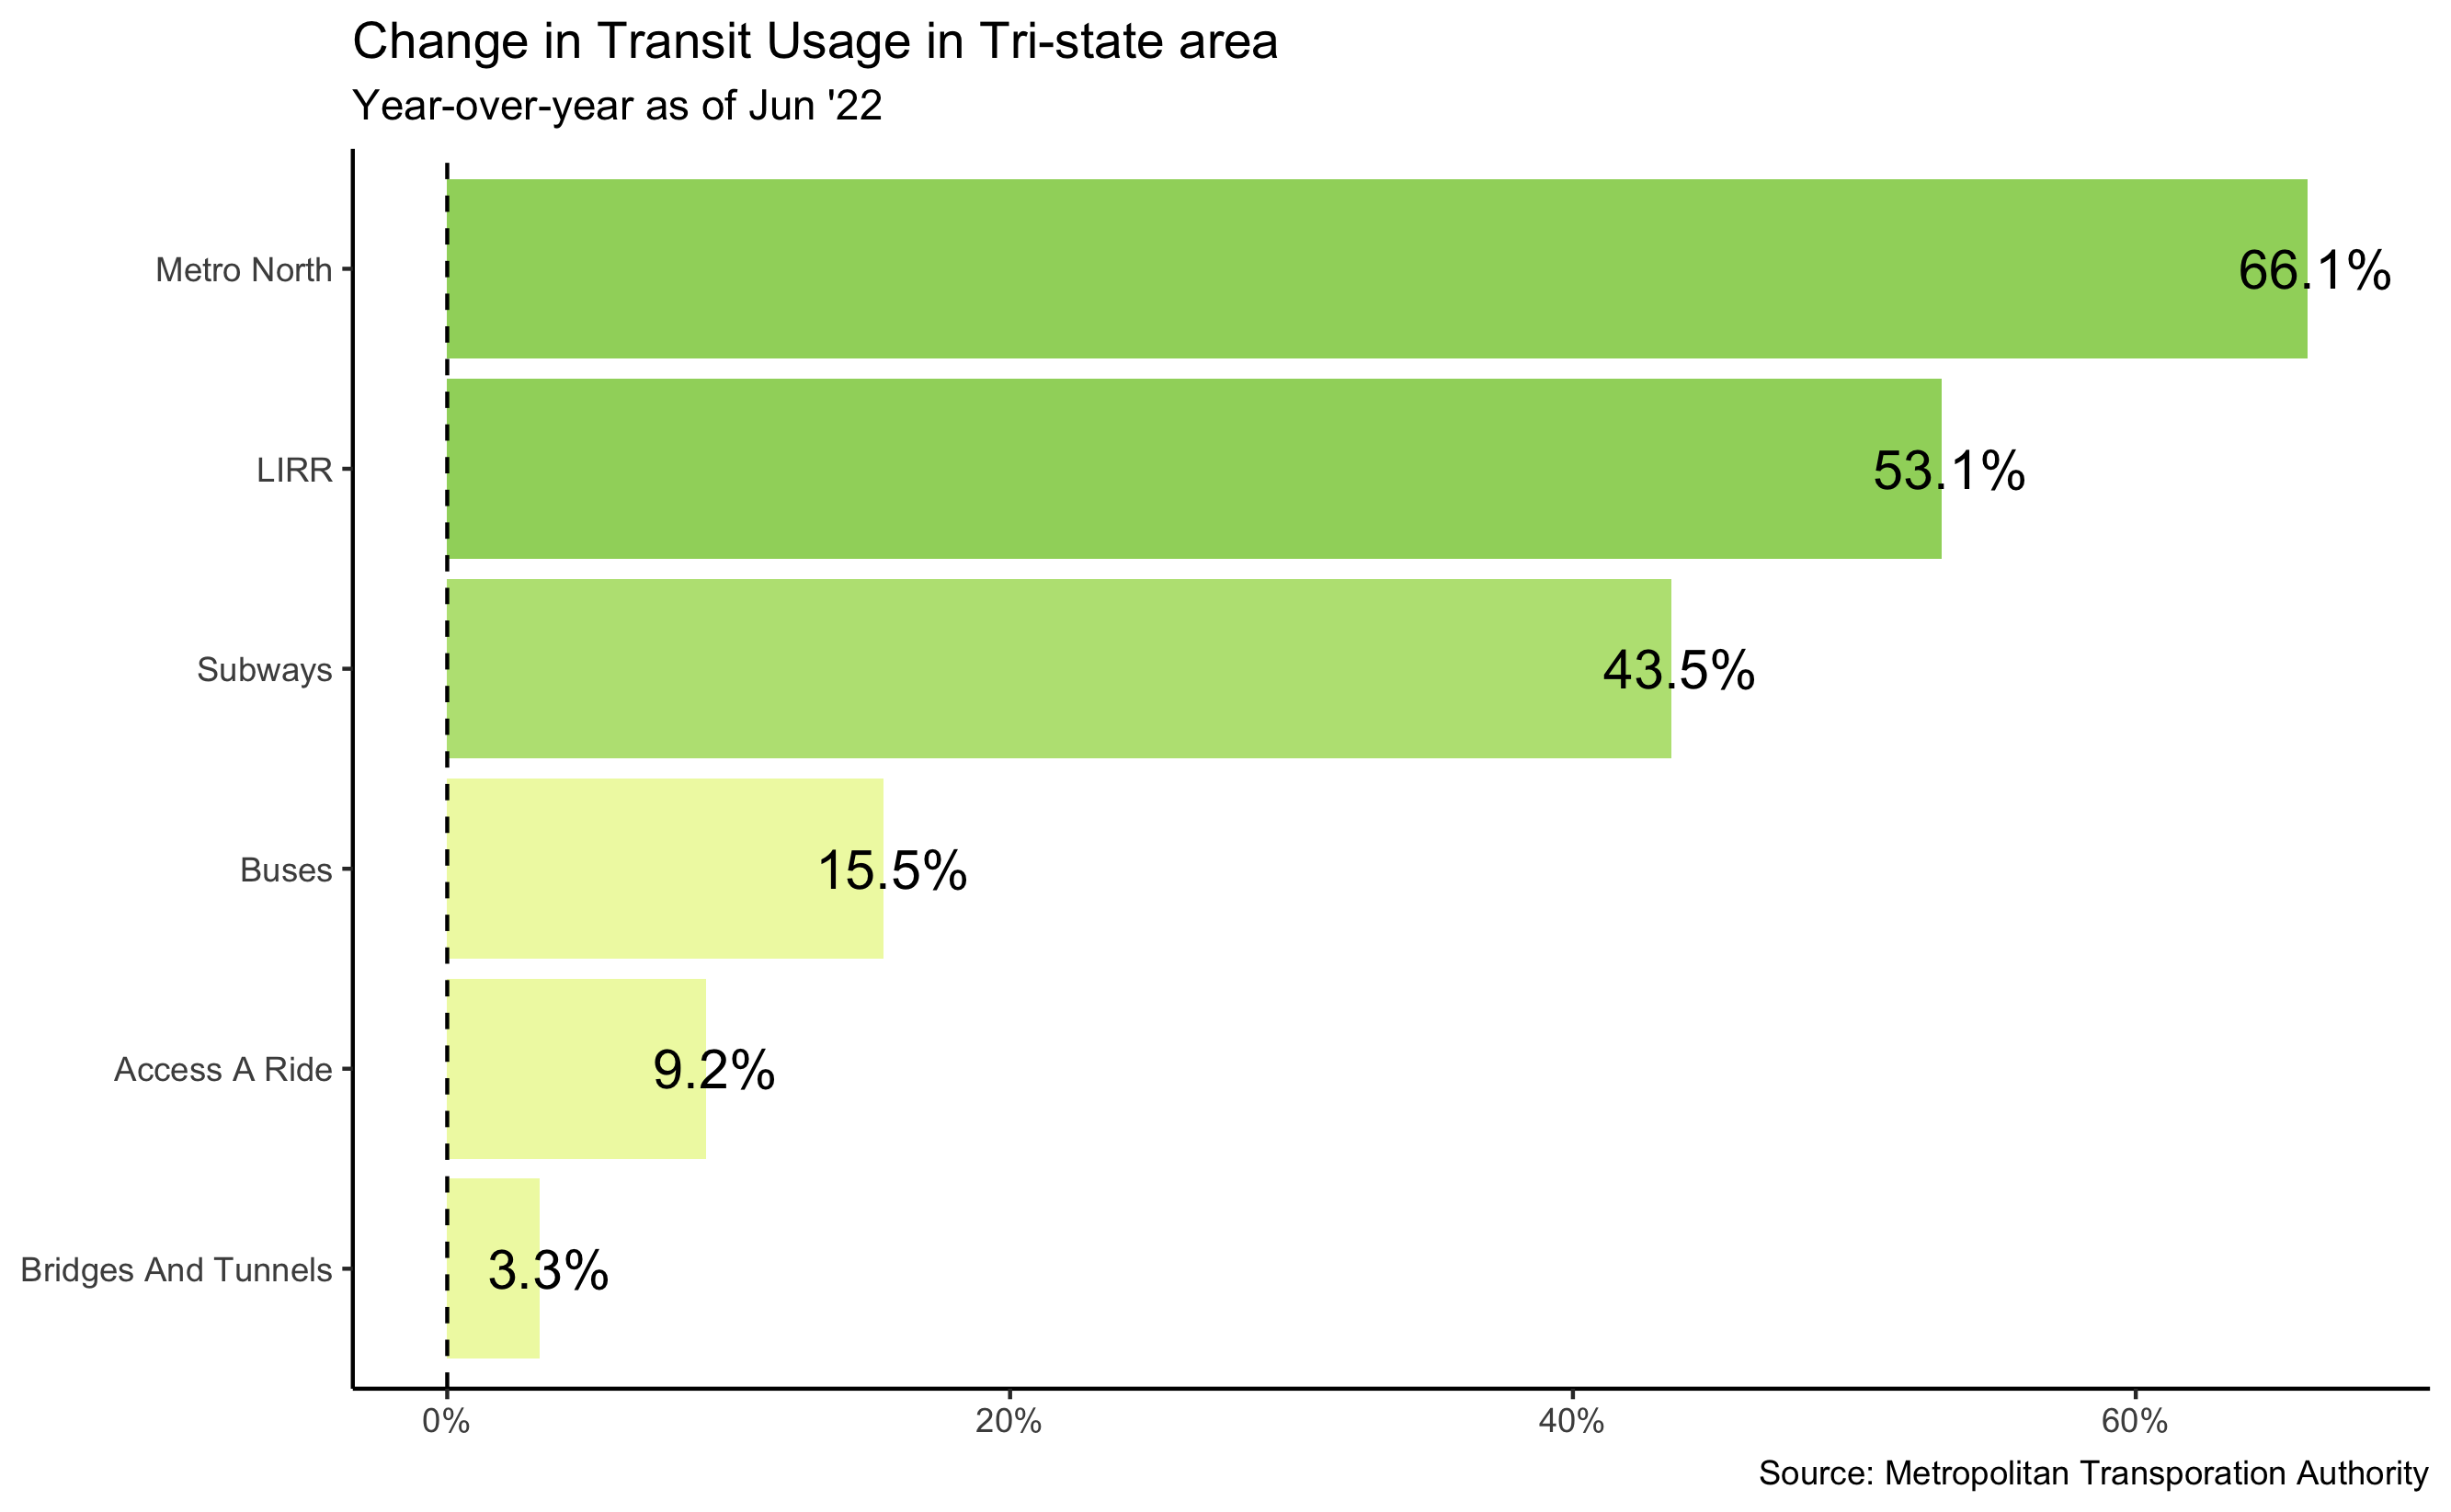 Change in Transit Usage in Tri-state area
Year-over-year as of Jun '22
Metro North
66.1%
LIRR
53.1%
Subways
43.5%
Buses
15.5%
Access A Ride
9.2%
Bridges And Tunnels
3.3%
0%
20%
40%
60%
Source: Metropolitan Transporation Authority